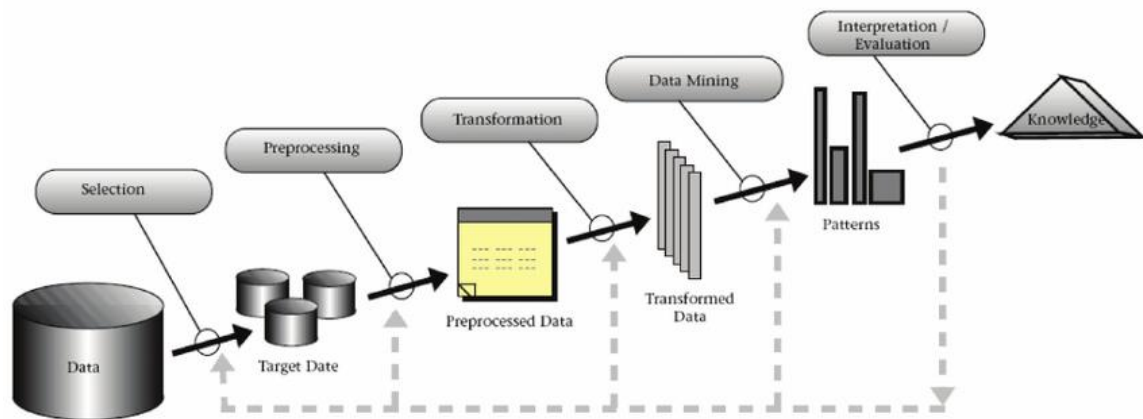 Interpretation /
Evaluation
Data Mining
Transformation
Preprocessing
Selection
Knowledge
Patterns
Transformed
Data
Preprocessed Data
Target Date
Data